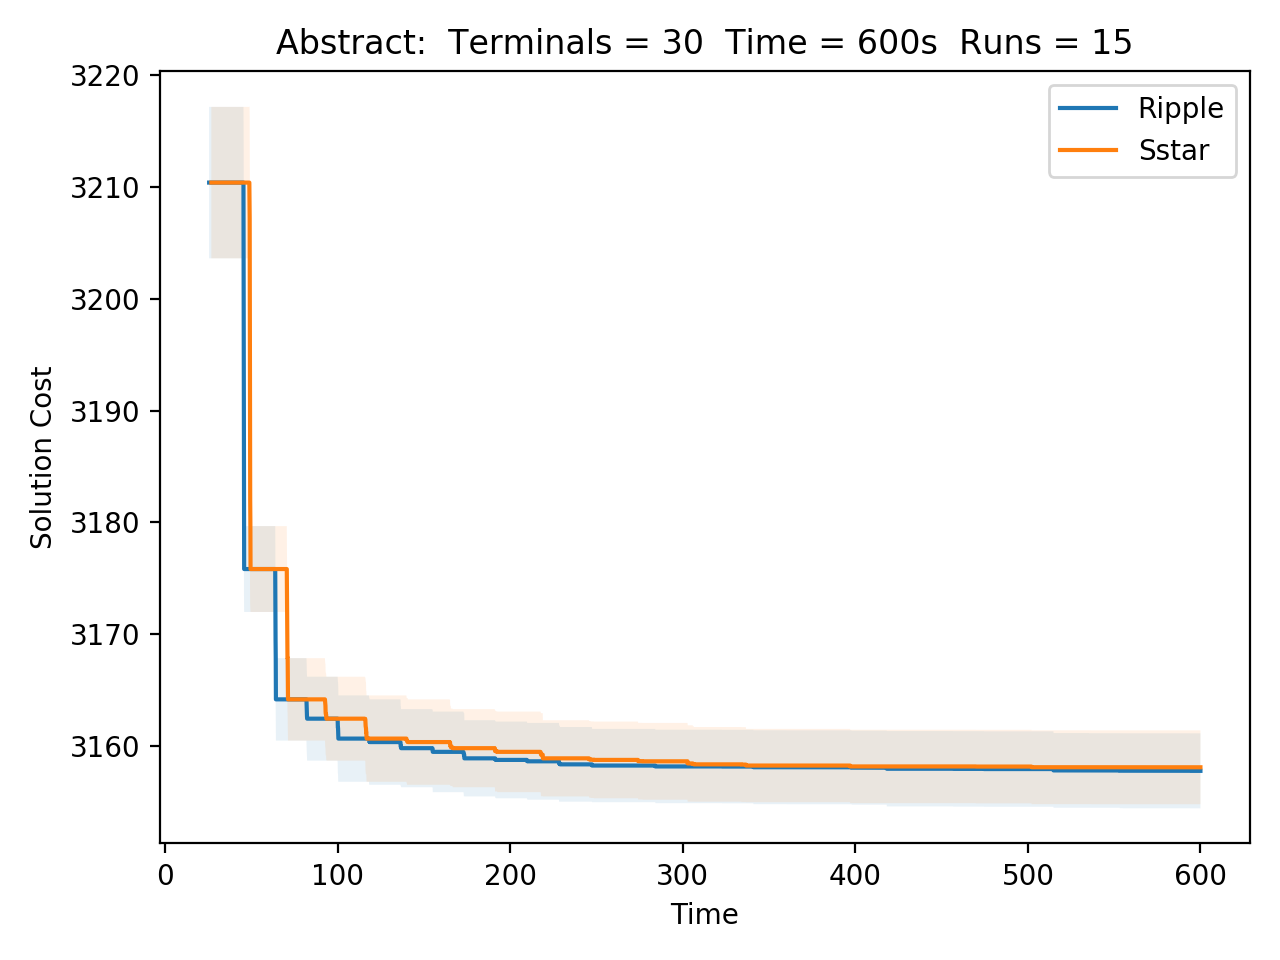 Abstract:  Terminals = 30  Time = 600s  Runs = 15
3220
3210
3200
3190
3180
3170
3160
Solution Cost
Ripple
Sstar
0 100 200 300 400 500 600
Time